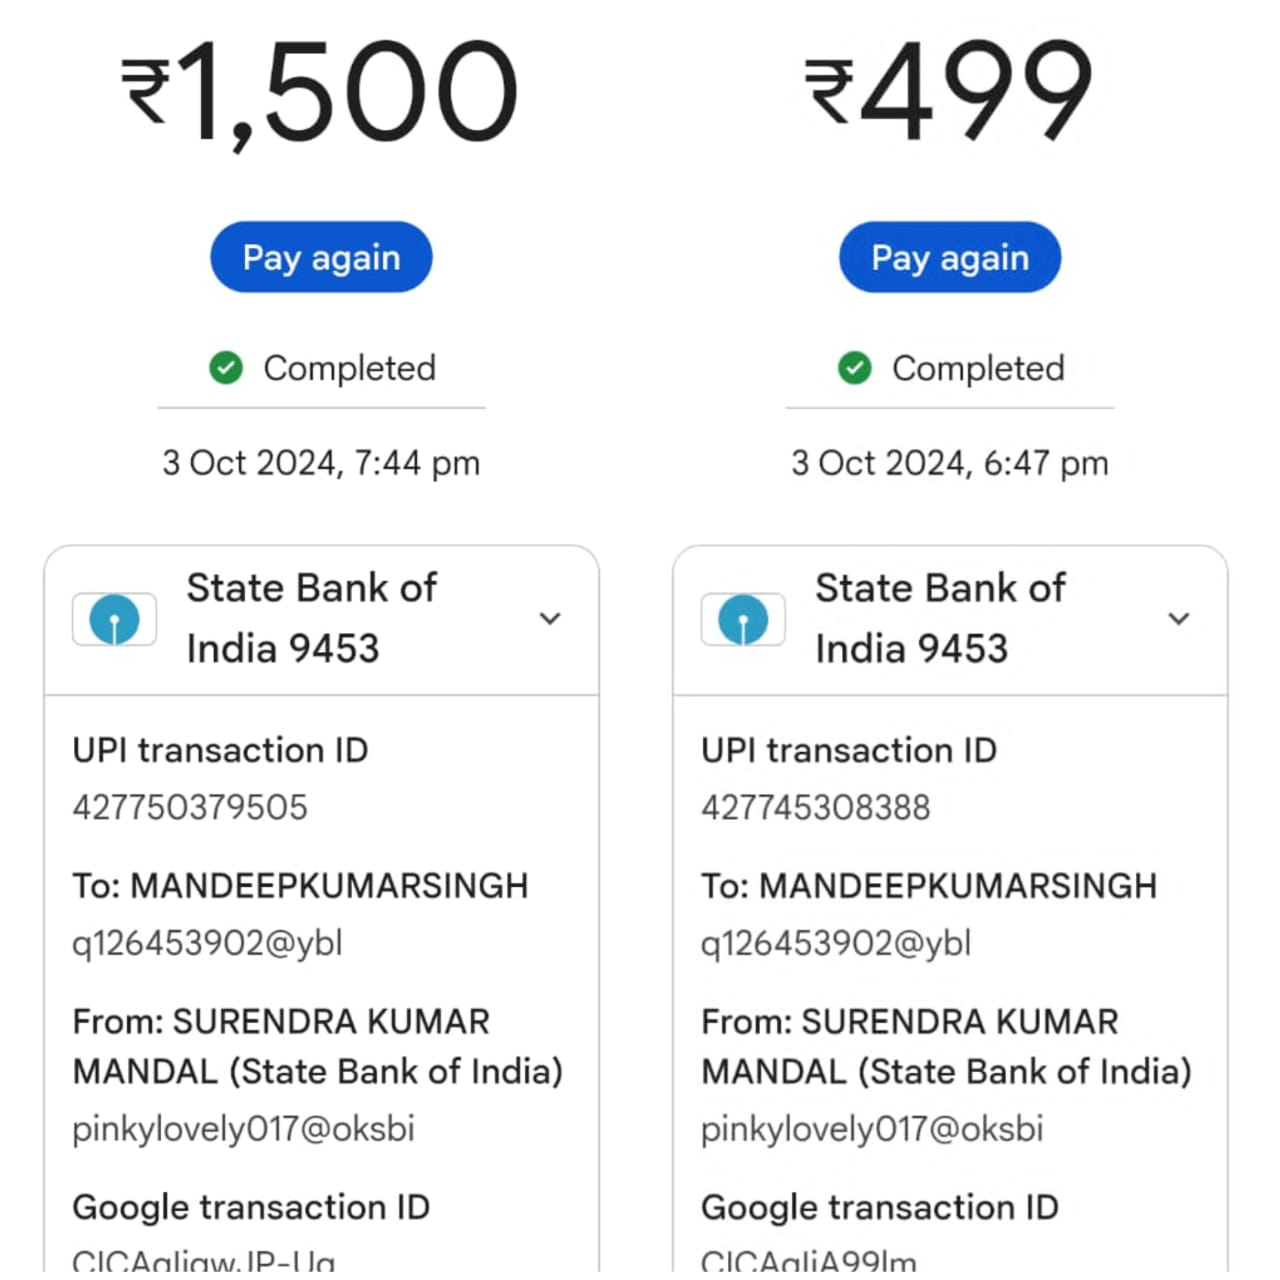 ₹1,500
Pay again
Completed
3 Oct 2024, 7:44 pm
State Bank of
India 9453
UPI transaction ID
427750379505
To: MANDEEPKUMARSINGH
q126453902@ybl
From: SURENDRA KUMAR
MANDAL (State Bank of India)
pinkylovely017@oksbi
Google transaction ID
₹499
Pay again
Completed
3 Oct 2024, 6:47 pm
State Bank of
India 9453
UPI transaction ID
427745308388
To: MANDEEPKUMARSINGH
q126453902@ybl
From: SURENDRA KUMAR
MANDAL (State Bank of India)
pinkylovely017@oksbi
Google transaction ID